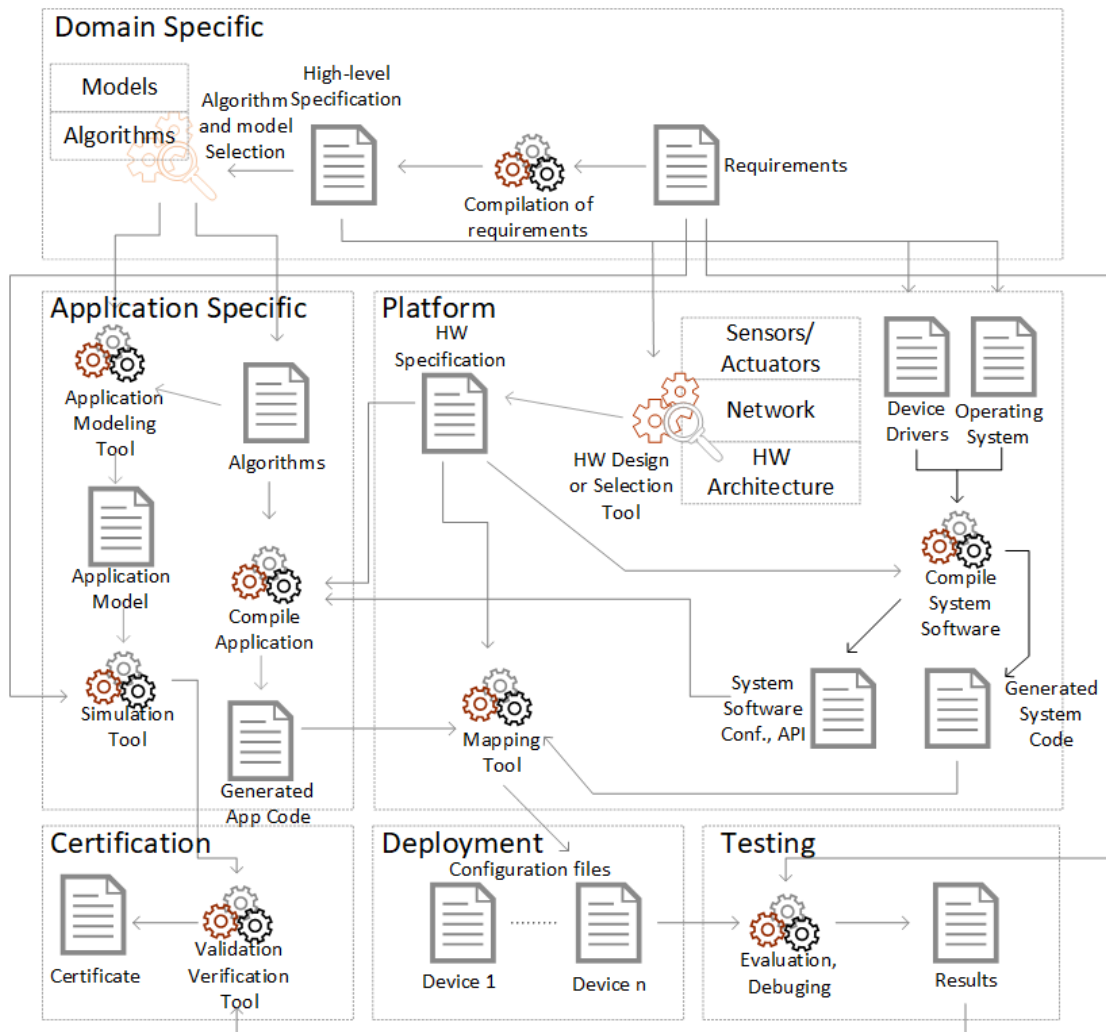 Domain Specific
Models
Algorithms
Algorithm
and model
Selection
High-level
Specification
Compilation of
requirements
Requirements
Application Specific
Application
Modeling
Tool
Algorithms
Application
Model
Compile
Application
Simulation
Tool
Generated
App Code
Platform
HW
Specification
Sensors/
Actuators
Network
HW
Architecture
HW Design
or Selection
Tool
Device
Drivers
Operating
System
Compile
System
Software
System
Software
Conf., API
Generated
System
Code
Mapping
Tool
Certification
Certificate
Validation
Verification
Tool
Deployment
Configuration files
Device 1
Device n
Testing
Evaluation,
Debuging
Results